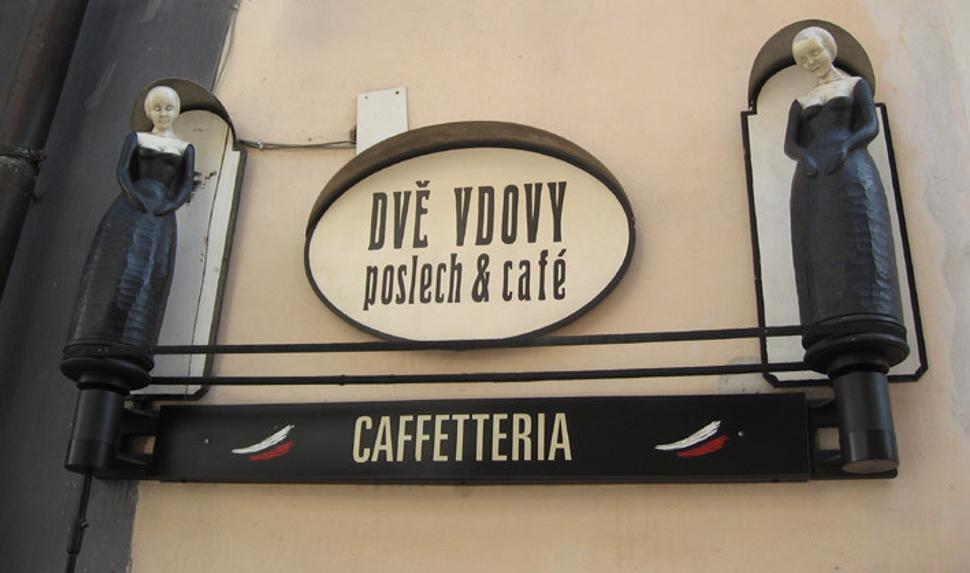 DVĚ VDOVY
poslech & café
CAFFETTERIA